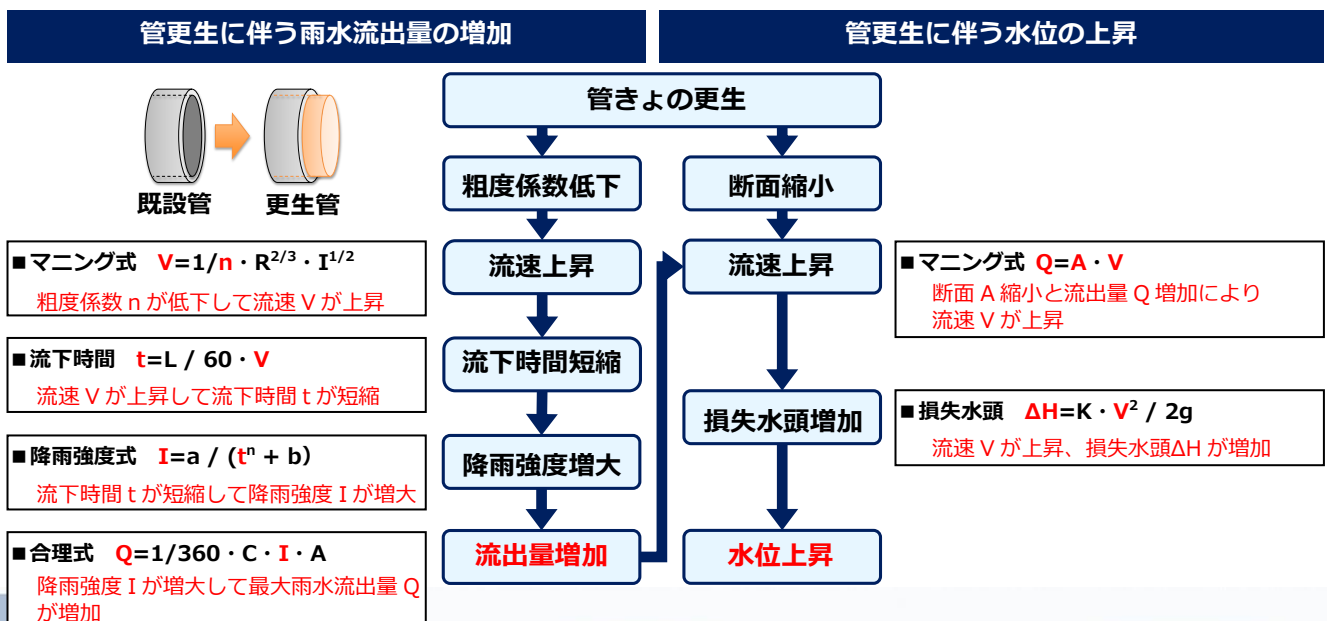 管更生に伴う雨水流出量の増加
管更生に伴う水位の上昇
既設管
更生管
管きょの更生
粗度係数低下
断面縮小
流速上昇
流速上昇
流下時間短縮
損失水頭増加
降雨強度増大
流出量増加
水位上昇
■マニング式 V=1/n・R^2/3・I^1/2
粗度係数 n が低下して流速 V が上昇
■流下時間 t=L / 60・V
流速 V が上昇して流下時間 t が短縮
■降雨強度式 I=a / (t^n + b)
流下時間 t が短縮して降雨強度 I が増大
■合理式 Q=1/360・C・I・A
降雨強度 I が増大して最大雨水流出量 Q
が増加
■マニング式 Q=A・V
断面 A 縮小と流出量 Q 増加により
流速 V が上昇
■損失水頭 ΔH=K・V² / 2g
流速 V が上昇、損失水頭ΔH が増加